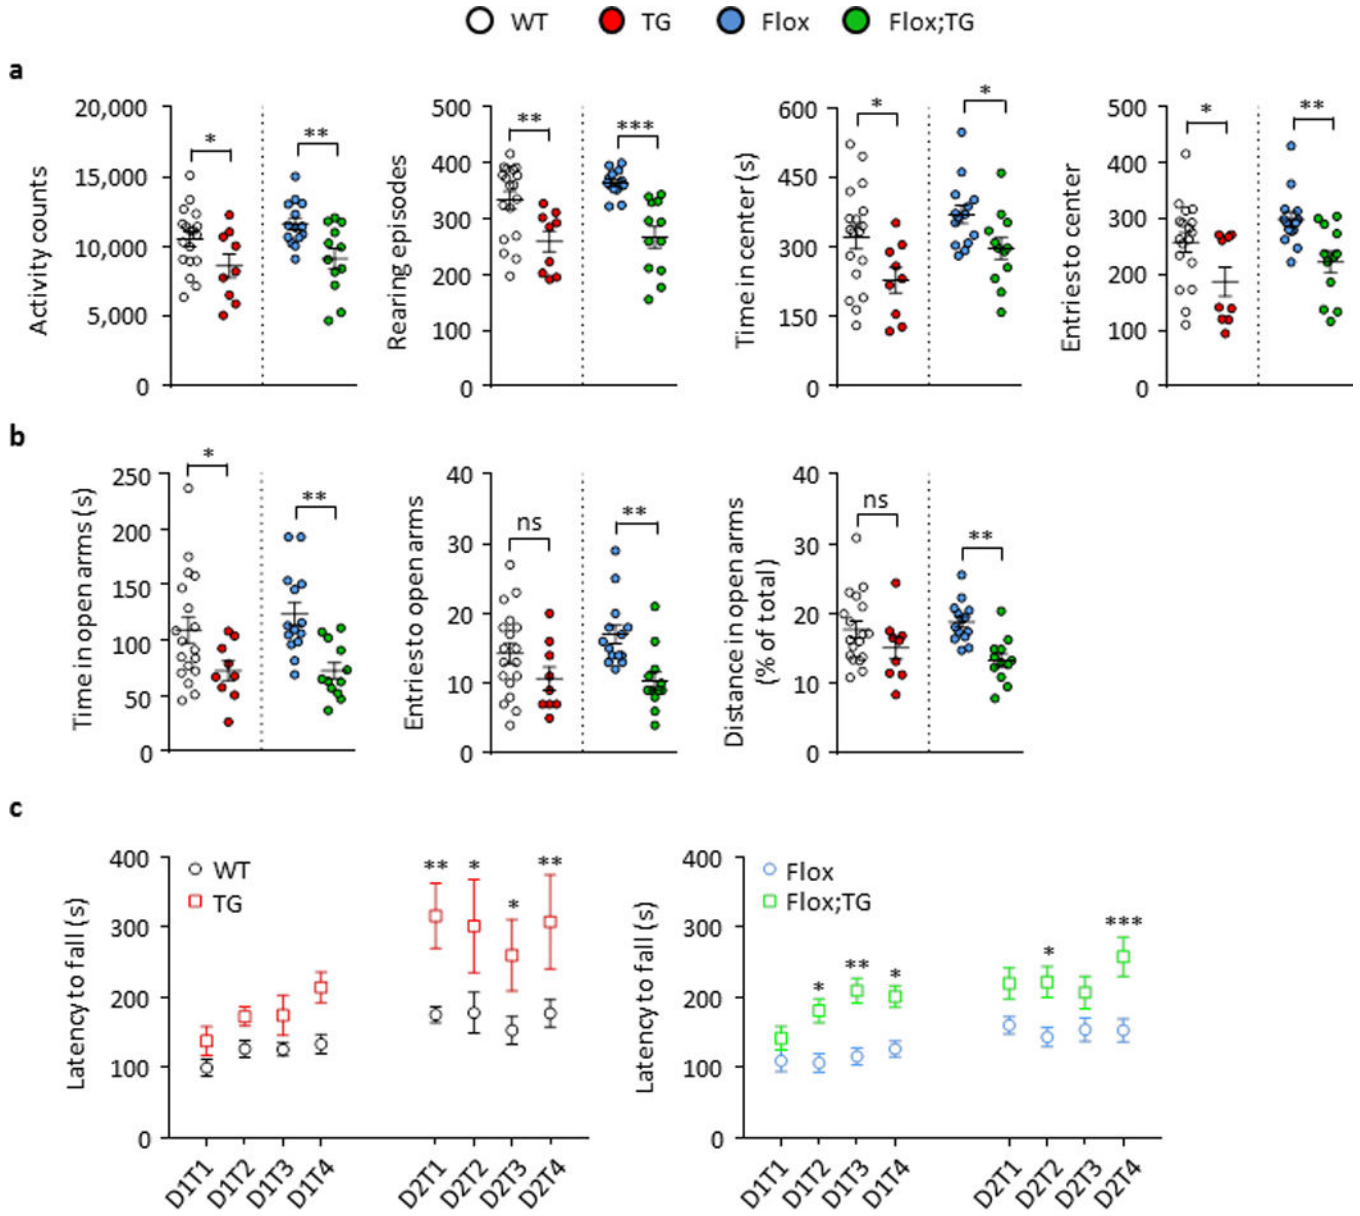 WT TG Flox Flox;TG
a
Activity counts
20,000
15,000
10,000
5,000
0
* **
Rearing episodes
500
400
300
200
100
0
** ***
Time in center (s)
600
450
300
150
0
* *
Entries to center
500
400
300
200
100
0
* **
b
Time in open arms (s)
250
200
150
100
50
0
* **
Entries to open arms
40
30
20
10
0
ns **
Distance in open arms
(% of total)
40
30
20
10
0
ns **
c
Latency to fall (s)
400
300
200
100
0
WT
TG
** * * **
D1T1 D1T2 D1T3 D1T4 D2T1 D2T2 D2T3 D2T4
Latency to fall (s)
400
300
200
100
0
Flox
Flox;TG
* ** * * ***
D1T1 D1T2 D1T3 D1T4 D2T1 D2T2 D2T3 D2T4